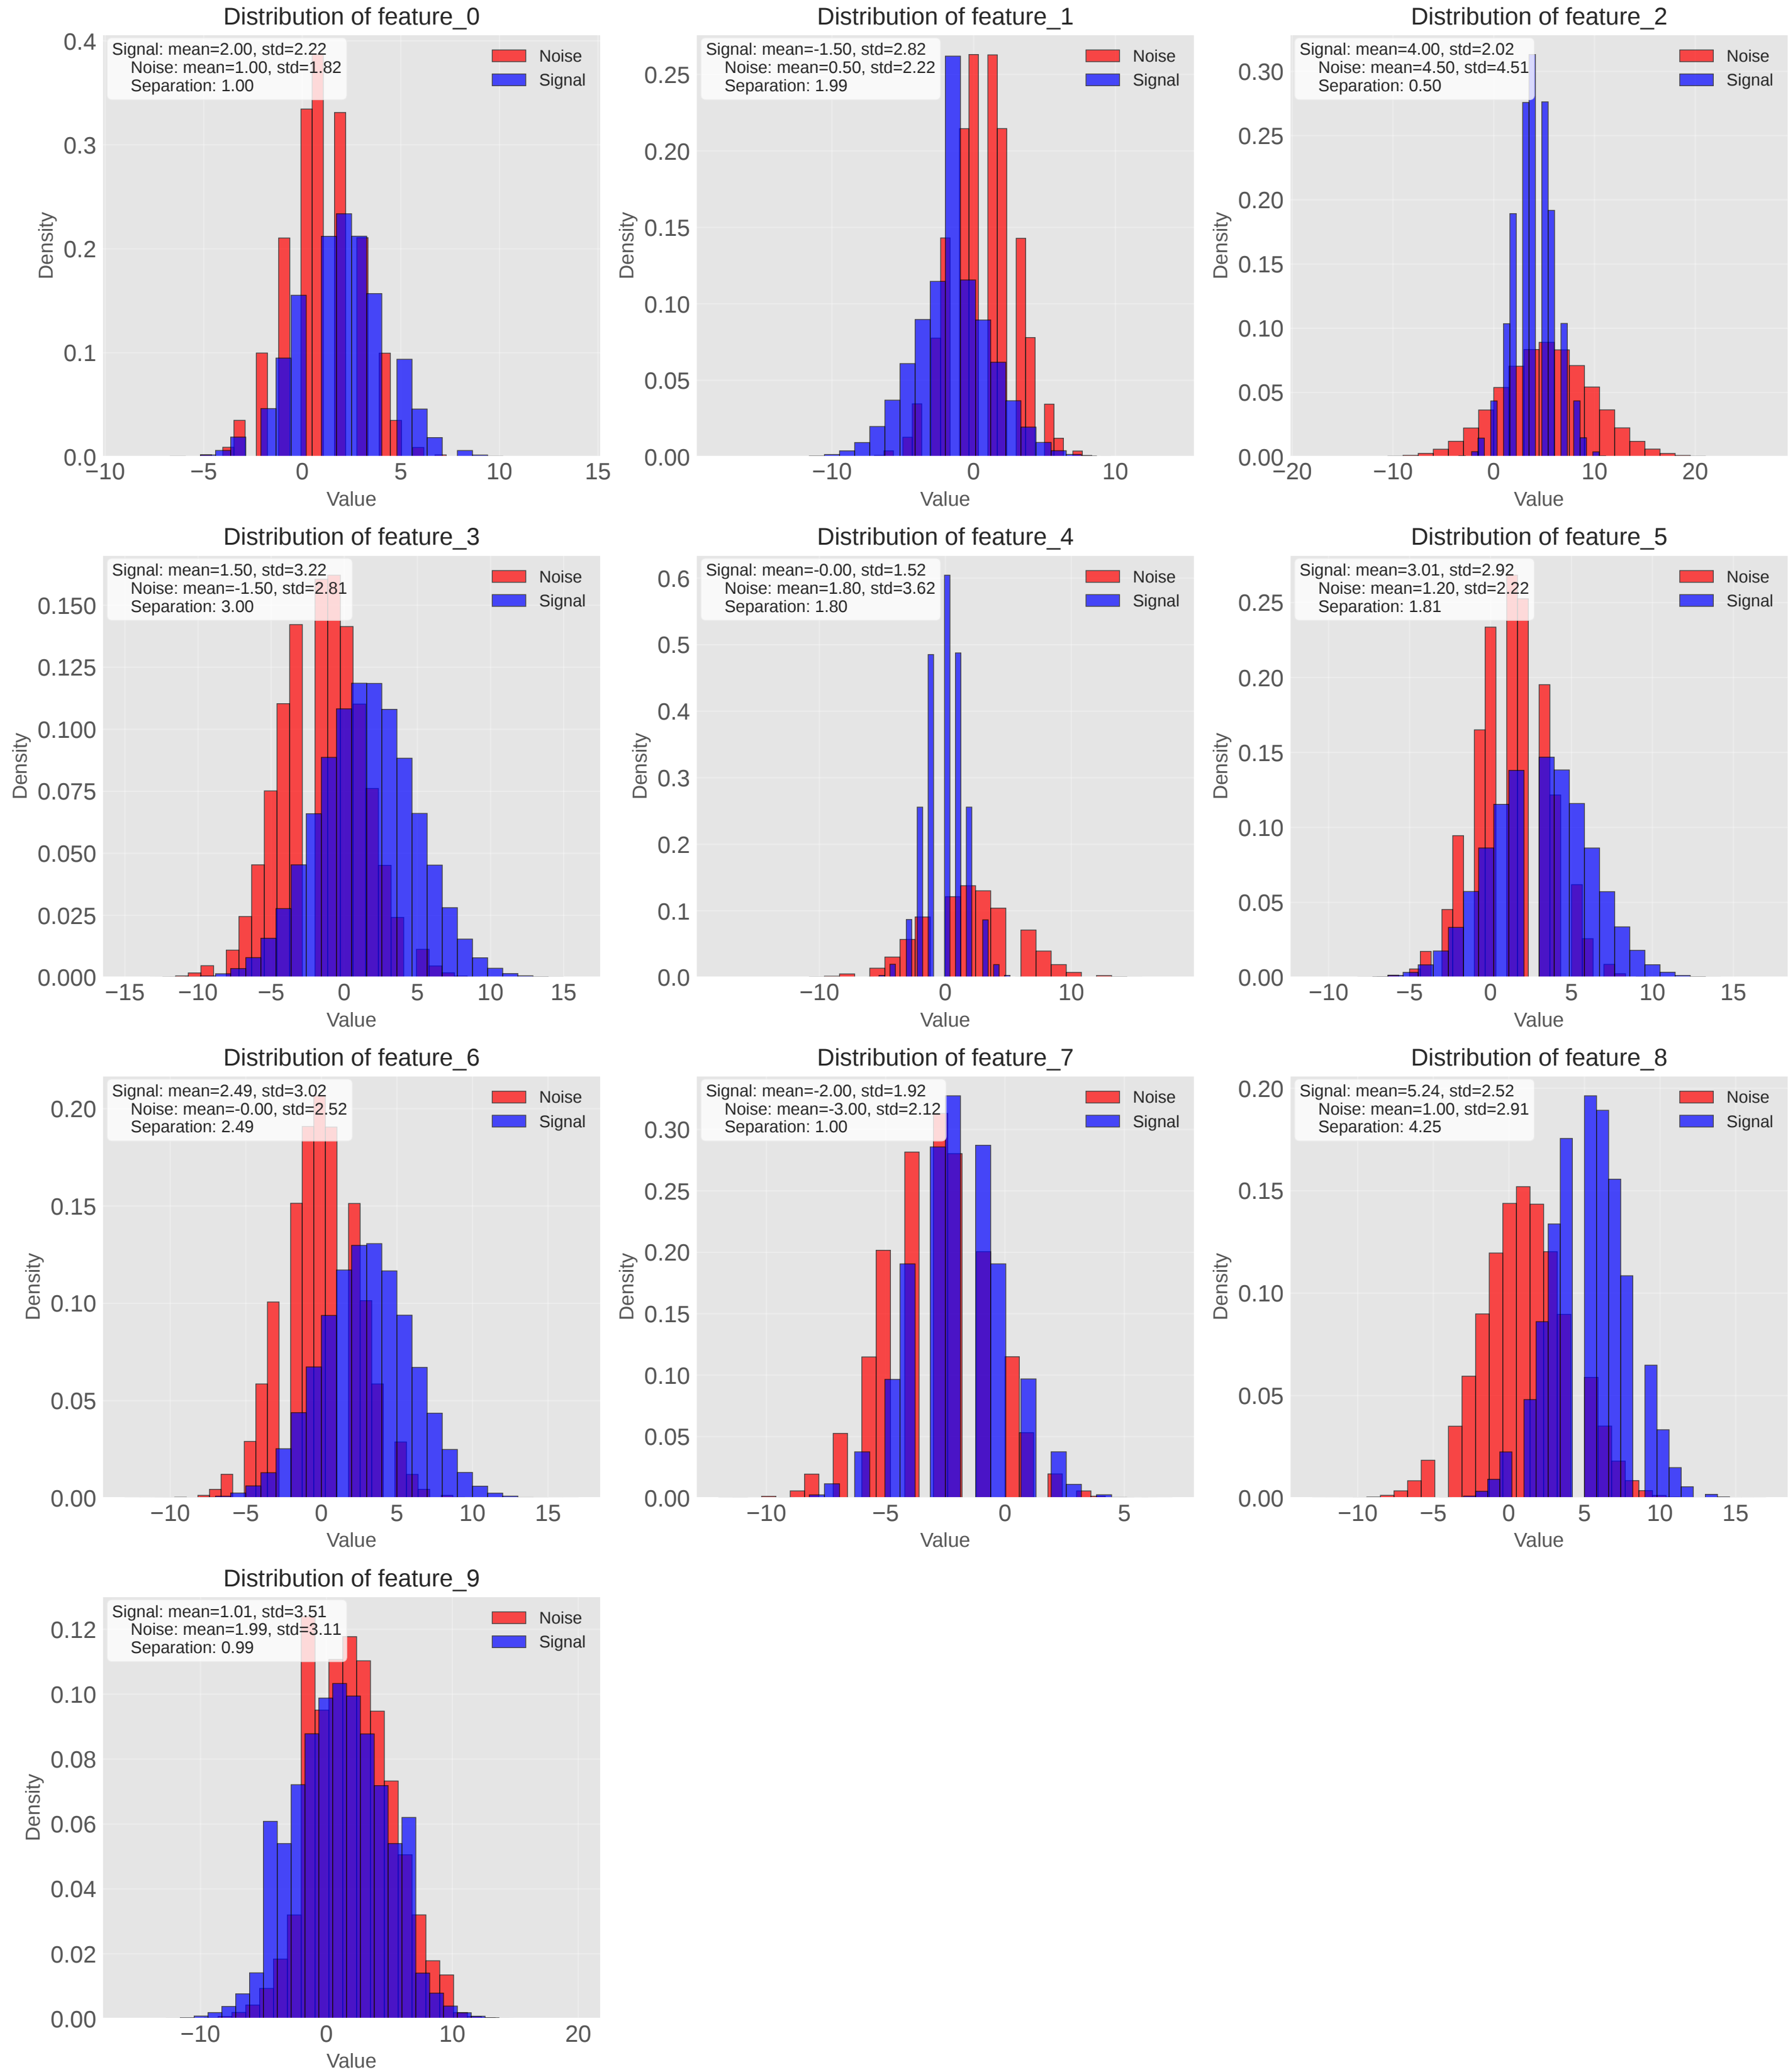 Distribution of feature_0
Signal: mean=2.00, std=2.22
Noise: mean=1.00, std=1.82
Separation: 1.00
Noise
Signal
0.4
0.3
0.2
0.1
0.0
Density
−10
−5
0
5
10
15
Value
Distribution of feature_1
Signal: mean=-1.50, std=2.82
Noise: mean=0.50, std=2.22
Separation: 1.99
Noise
Signal
0.25
0.20
0.15
0.10
0.05
0.00
Density
−10
0
10
Value
Distribution of feature_2
Signal: mean=4.00, std=2.02
Noise: mean=4.50, std=4.51
Separation: 0.50
Noise
Signal
0.30
0.25
0.20
0.15
0.10
0.05
0.00
Density
−20
−10
0
10
20
Value
Distribution of feature_3
Signal: mean=1.50, std=3.22
Noise: mean=-1.50, std=2.81
Separation: 3.00
Noise
Signal
0.150
0.125
0.100
0.075
0.050
0.025
0.000
Density
−15
−10
−5
0
5
10
15
Value
Distribution of feature_4
Signal: mean=-0.00, std=1.52
Noise: mean=1.80, std=3.62
Separation: 1.80
Noise
Signal
0.6
0.5
0.4
0.3
0.2
0.1
0.0
Density
−10
0
10
Value
Distribution of feature_5
Signal: mean=3.01, std=2.92
Noise: mean=1.20, std=2.22
Separation: 1.81
Noise
Signal
0.25
0.20
0.15
0.10
0.05
0.00
Density
−10
−5
0
5
10
15
Value
Distribution of feature_6
Signal: mean=2.49, std=3.02
Noise: mean=-0.00, std=2.52
Separation: 2.49
Noise
Signal
0.20
0.15
0.10
0.05
0.00
Density
−10
−5
0
5
10
15
Value
Distribution of feature_7
Signal: mean=-2.00, std=1.92
Noise: mean=-3.00, std=2.12
Separation: 1.00
Noise
Signal
0.30
0.25
0.20
0.15
0.10
0.05
0.00
Density
−10
−5
0
5
Value
Distribution of feature_8
Signal: mean=5.24, std=2.52
Noise: mean=1.00, std=2.91
Separation: 4.25
Noise
Signal
0.20
0.15
0.10
0.05
0.00
Density
−10
−5
0
5
10
15
Value
Distribution of feature_9
Signal: mean=1.01, std=3.51
Noise: mean=1.99, std=3.11
Separation: 0.99
Noise
Signal
0.12
0.10
0.08
0.06
0.04
0.02
0.00
Density
−10
0
10
20
Value